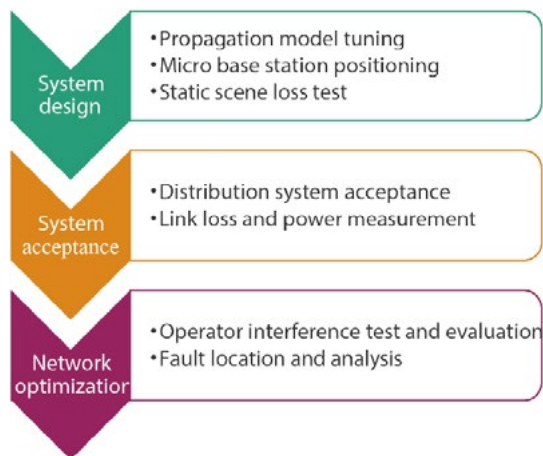 System
design
•Propagation model tuning
•Micro base station positioning
•Static scene loss test
System
acceptance
•Distribution system acceptance
•Link loss and power measurement
Network
optimization
•Operator interference test and evaluation
•Fault location and analysis